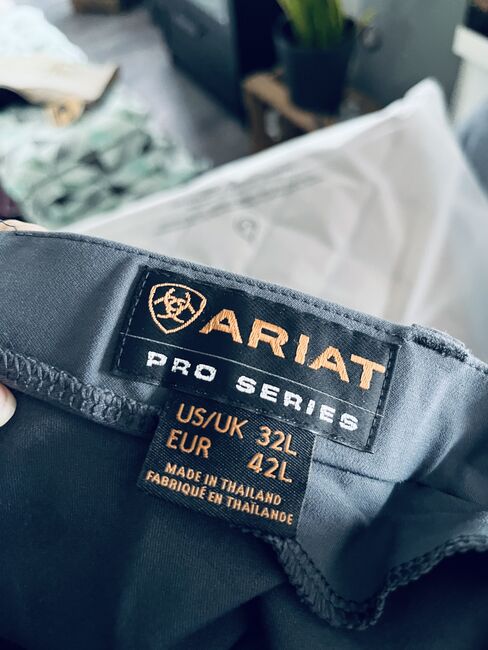 ARIAT
PRO SERIES
US/UK 32L
EUR 42L
MADE IN THAILAND
FABRIQUÉ EN THAÏLANDE